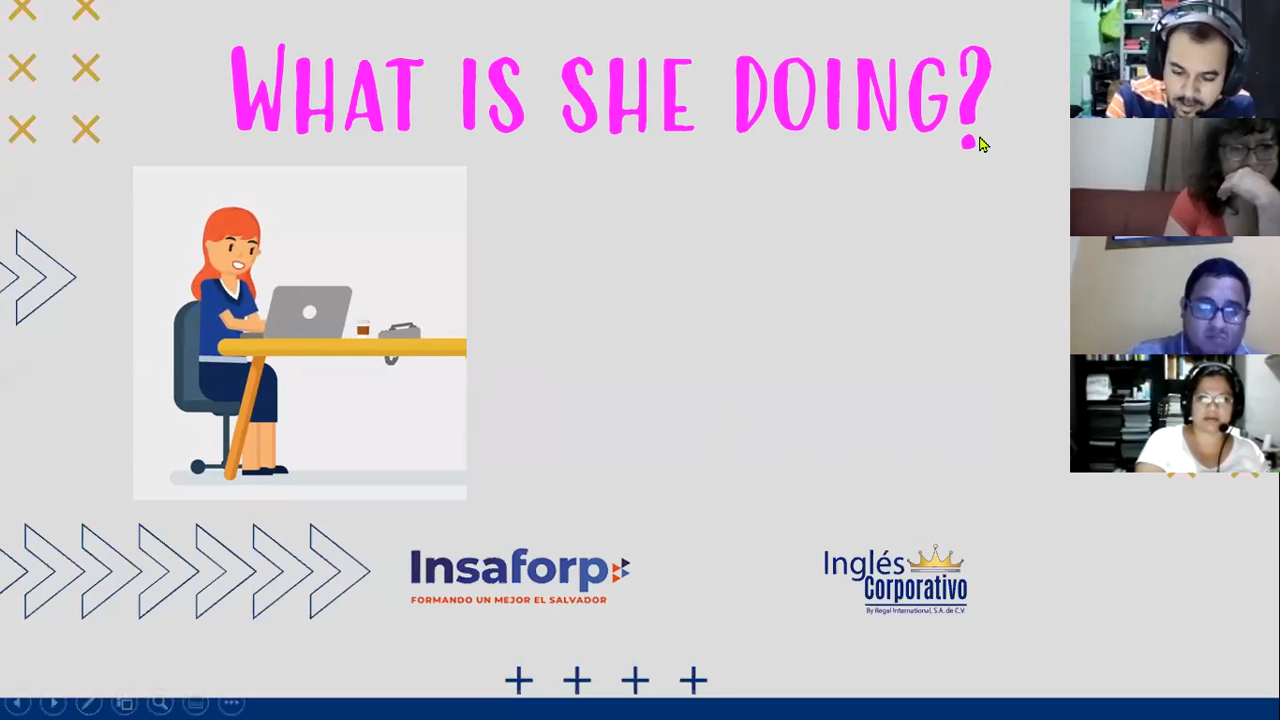 WHAT IS SHE DOING?
Insaforp
FORMANDO UN MEJOR EL SALVADOR
Inglés
Corporativo
By Regal International, S.A. de C.V.